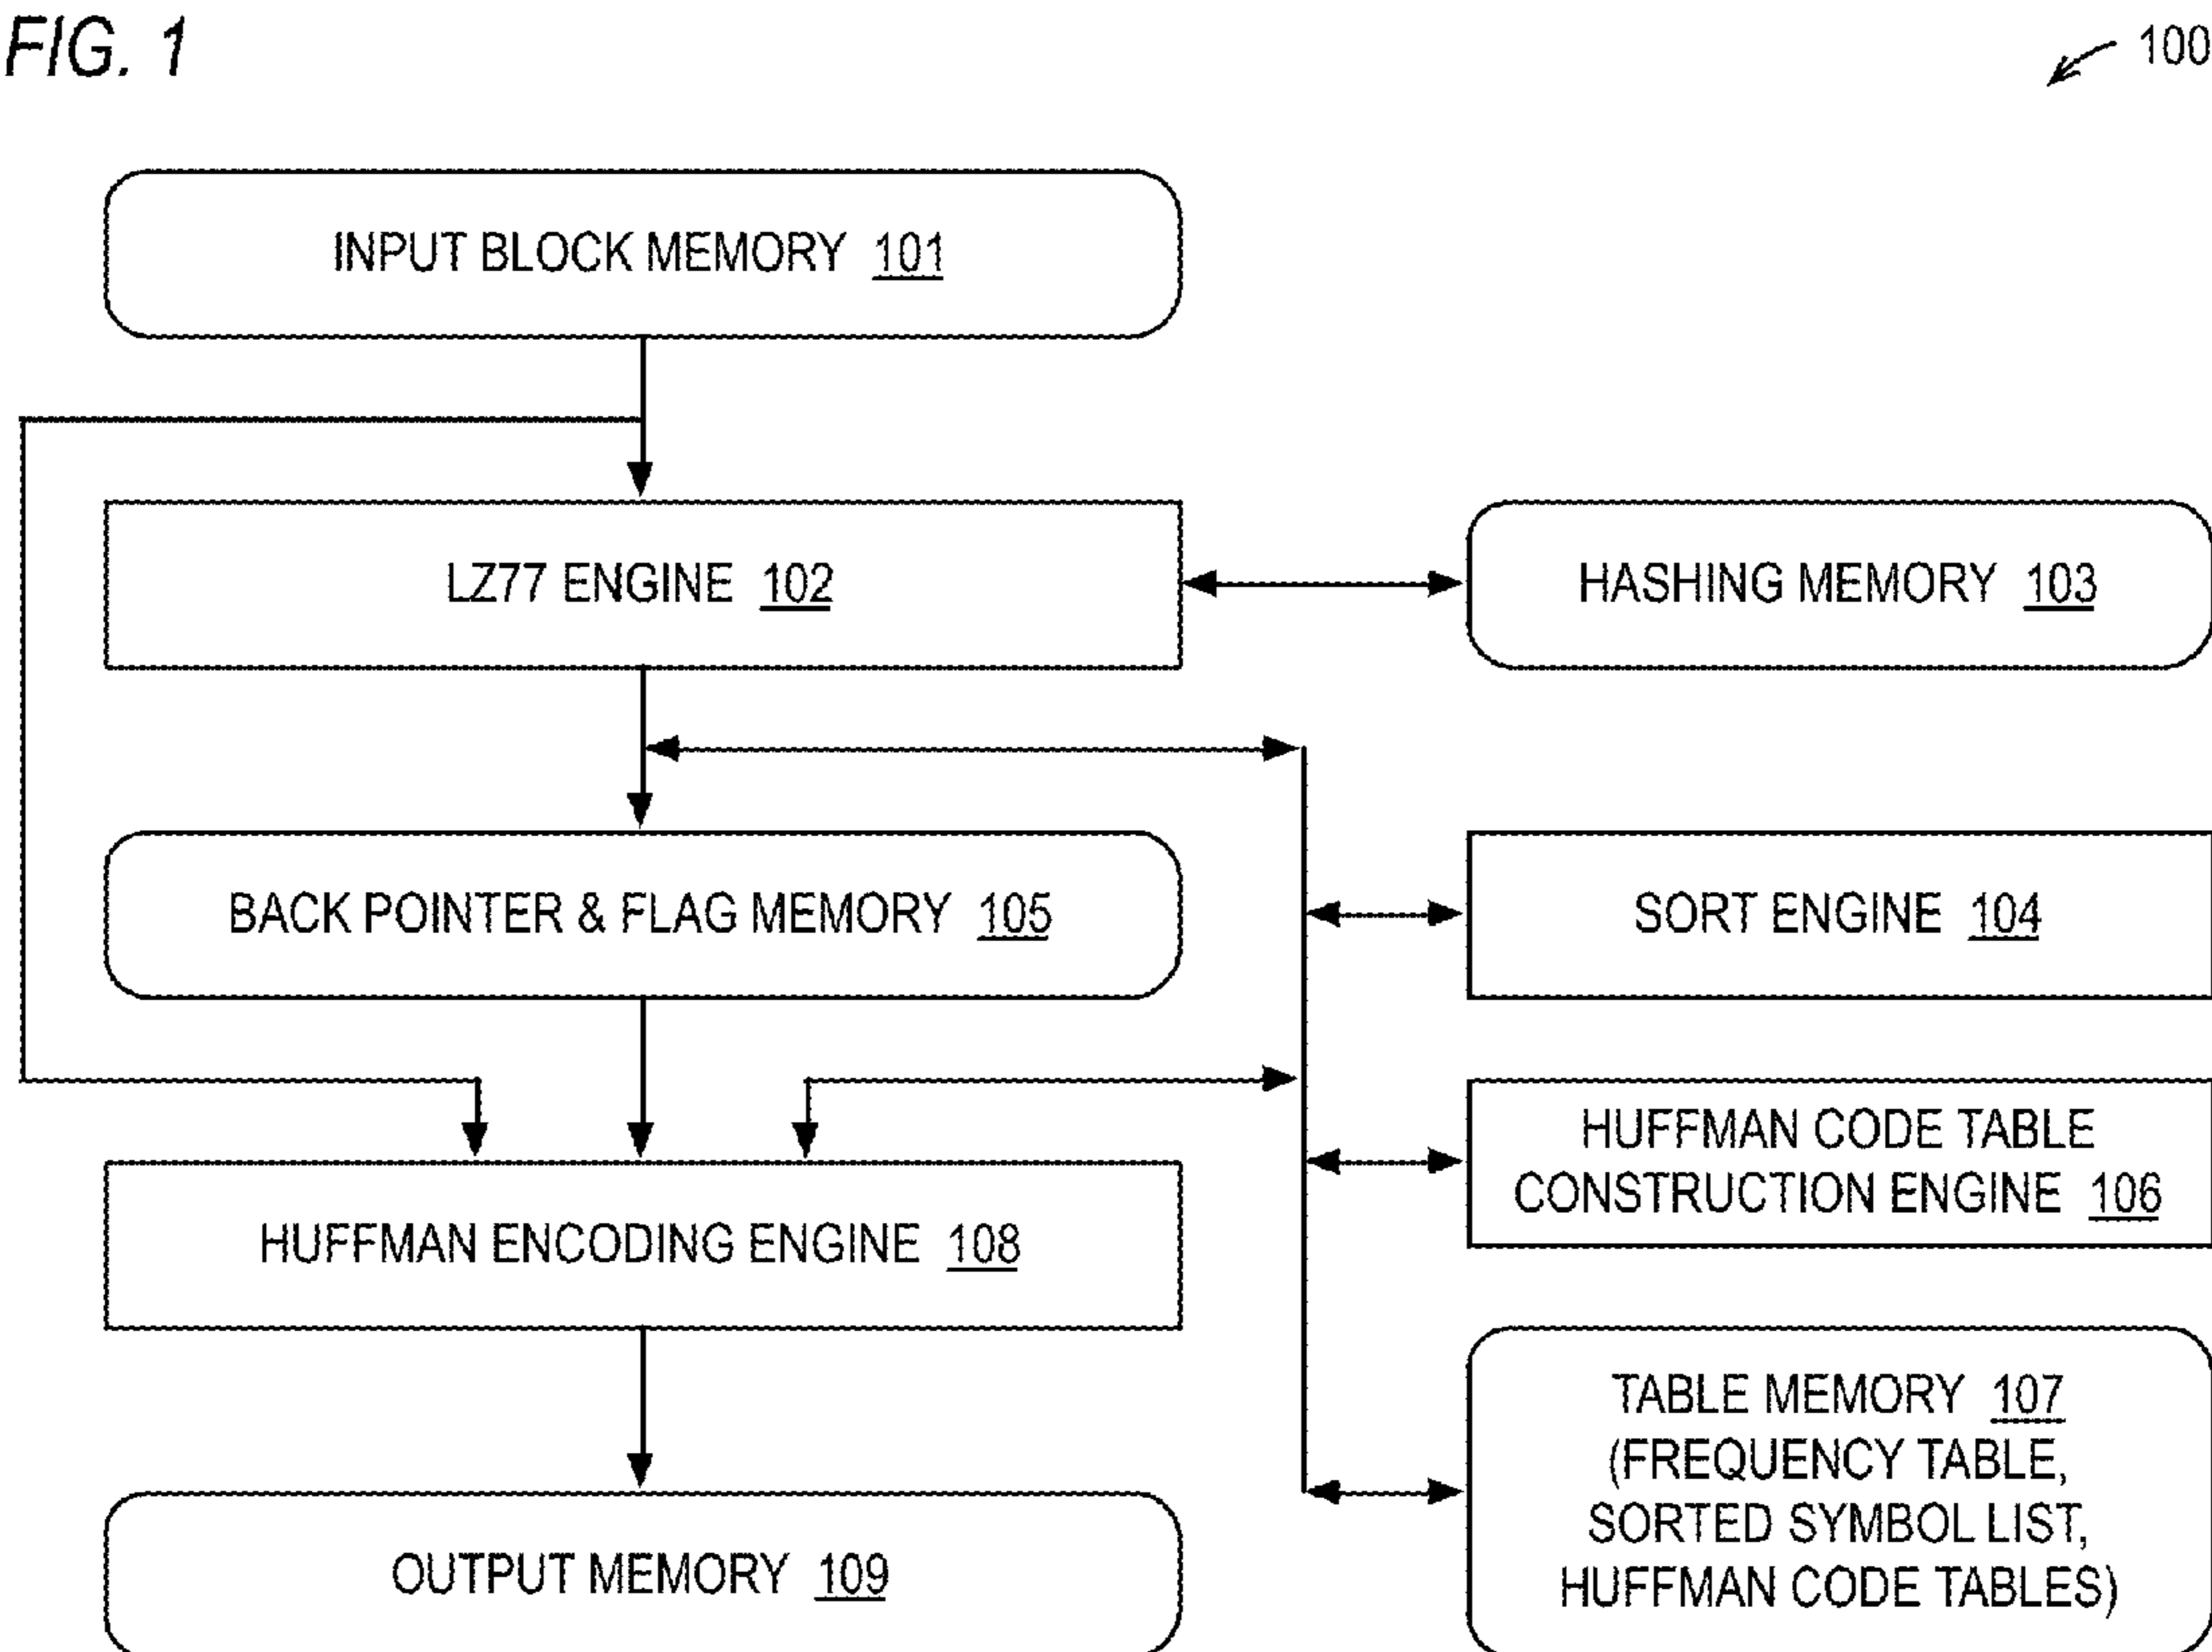 FIG. 1
100
INPUT BLOCK MEMORY 101
LZ77 ENGINE 102
HASHING MEMORY 103
BACK POINTER & FLAG MEMORY 105
SORT ENGINE 104
HUFFMAN CODE TABLE
CONSTRUCTION ENGINE 106
HUFFMAN ENCODING ENGINE 108
TABLE MEMORY 107
(FREQUENCY TABLE,
SORTED SYMBOL LIST,
HUFFMAN CODE TABLES)
OUTPUT MEMORY 109